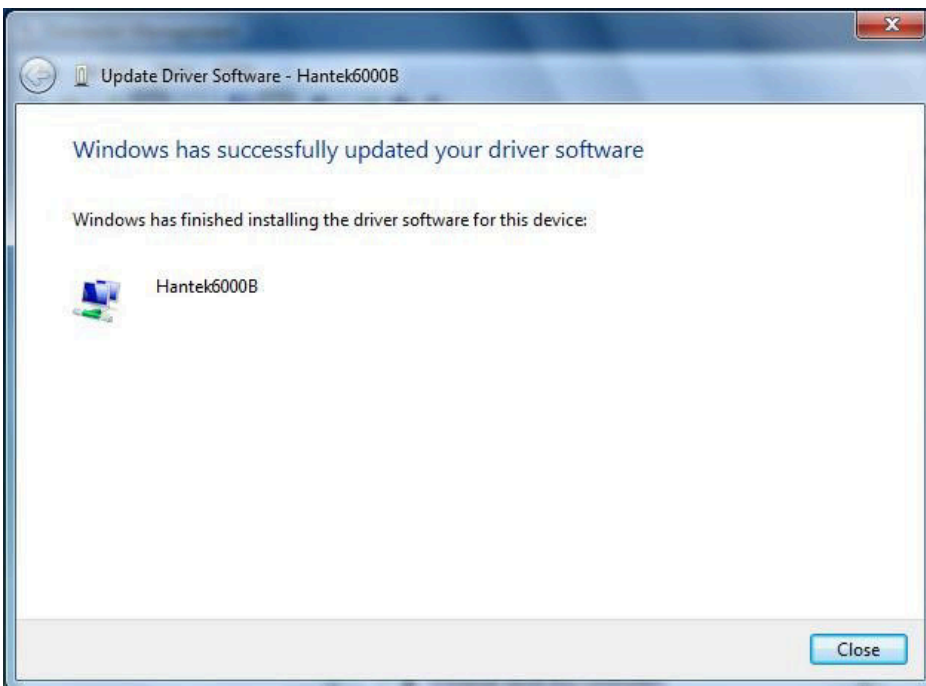 Update Driver Software - Hantek6000B
Windows has successfully updated your driver software
Windows has finished installing the driver software for this device:
Hantek6000B
Close